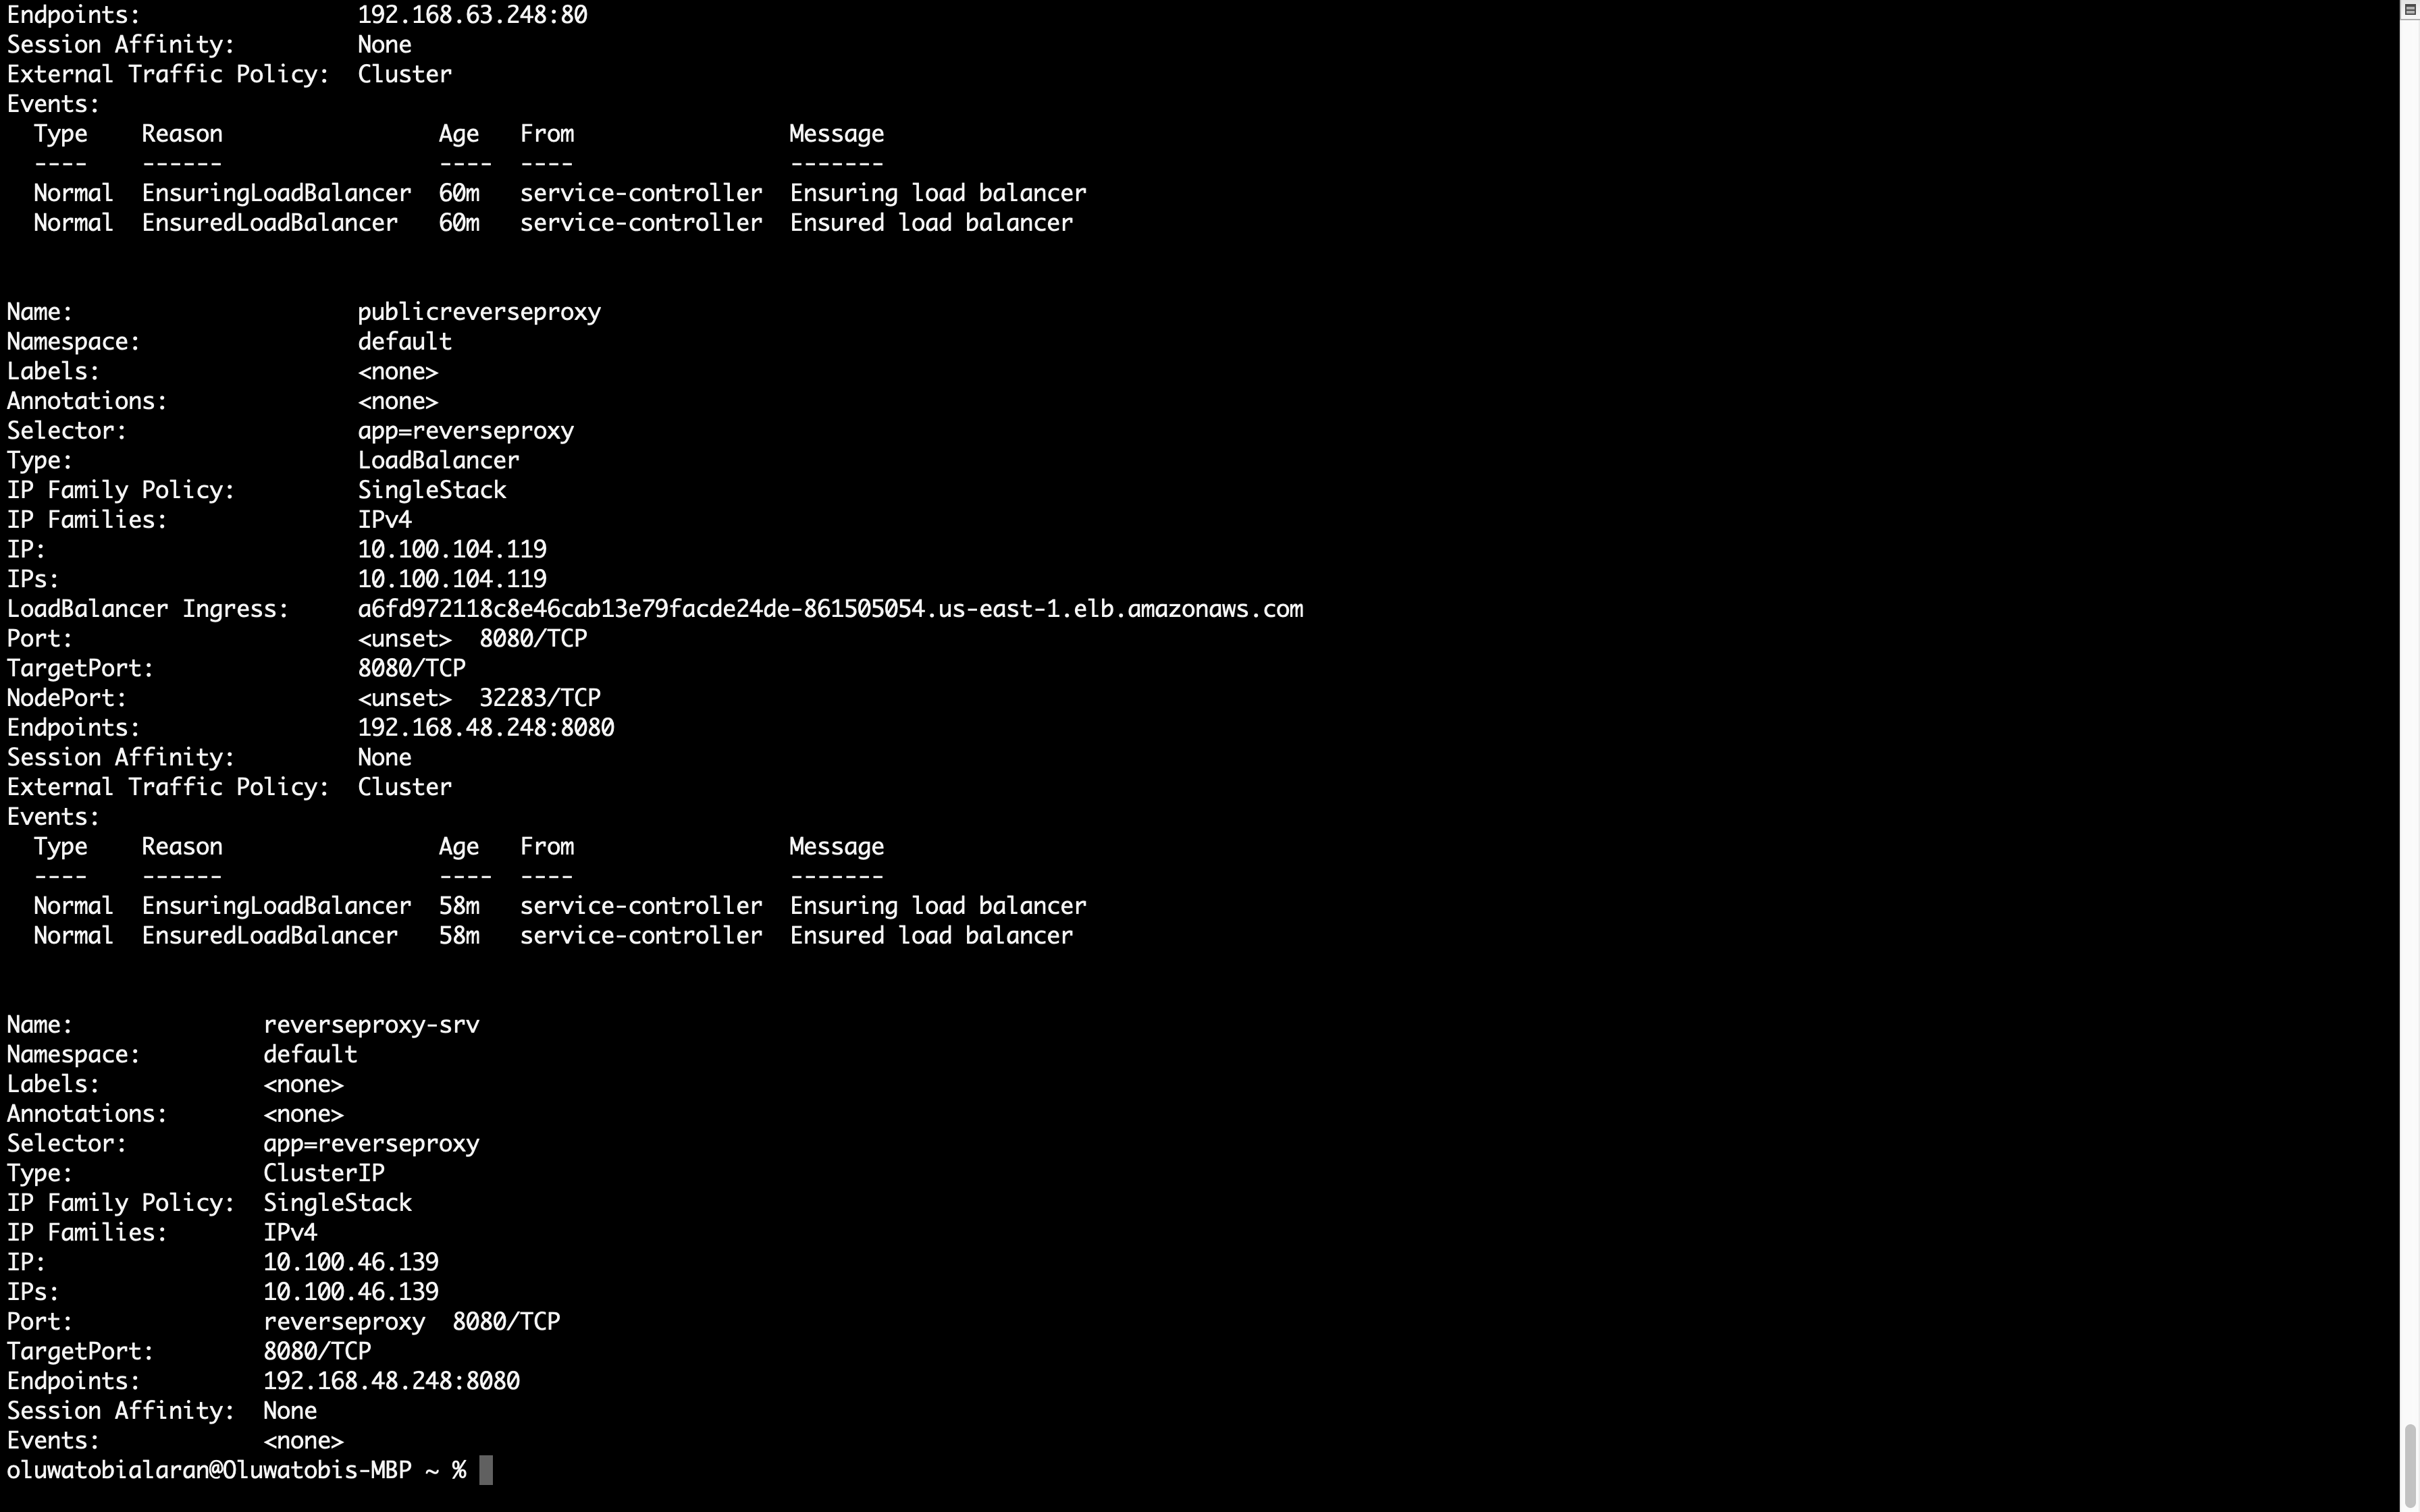 Endpoints:                192.168.63.248:80
Session Affinity:         None
External Traffic Policy:  Cluster
Events:
  Type    Reason                Age   From                Message
  ----    ------                ----  ----                -------
  Normal  EnsuringLoadBalancer  60m   service-controller  Ensuring load balancer
  Normal  EnsuredLoadBalancer   60m   service-controller  Ensured load balancer
Name:                     publicreverseproxy
Namespace:                default
Labels:                   <none>
Annotations:              <none>
Selector:                 app=reverseproxy
Type:                     LoadBalancer
IP Family Policy:         SingleStack
IP Families:              IPv4
IP:                       10.100.104.119
IPs:                      10.100.104.119
LoadBalancer Ingress:     a6fd972118c8e46cab13e79facde24de-861505054.us-east-1.elb.amazonaws.com
Port:                     <unset>  8080/TCP
TargetPort:               8080/TCP
NodePort:                 <unset>  32283/TCP
Endpoints:                192.168.48.248:8080
Session Affinity:         None
External Traffic Policy:  Cluster
Events:
  Type    Reason                Age   From                Message
  ----    ------                ----  ----                -------
  Normal  EnsuringLoadBalancer  58m   service-controller  Ensuring load balancer
  Normal  EnsuredLoadBalancer   58m   service-controller  Ensured load balancer
Name:              reverseproxy-srv
Namespace:         default
Labels:            <none>
Annotations:       <none>
Selector:          app=reverseproxy
Type:              ClusterIP
IP Family Policy:  SingleStack
IP Families:       IPv4
IP:                10.100.46.139
IPs:               10.100.46.139
Port:              reverseproxy  8080/TCP
TargetPort:        8080/TCP
Endpoints:         192.168.48.248:8080
Session Affinity:  None
Events:            <none>
oluwatobialaran@Oluwatobis-MBP ~ %